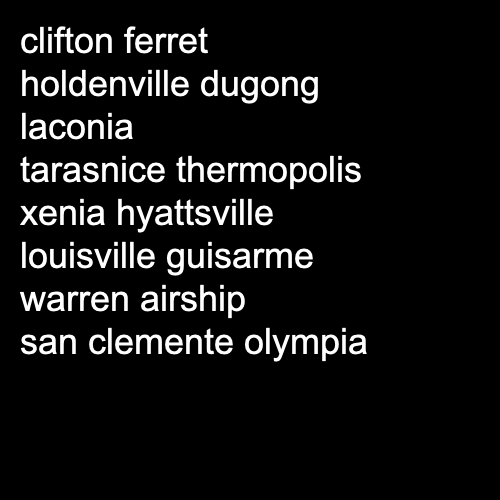 clifton ferret
holdenville dugong
laconia
tarasnice thermopolis
xenia hyattsville
louisville guisarme
warren airship
san clemente olympia